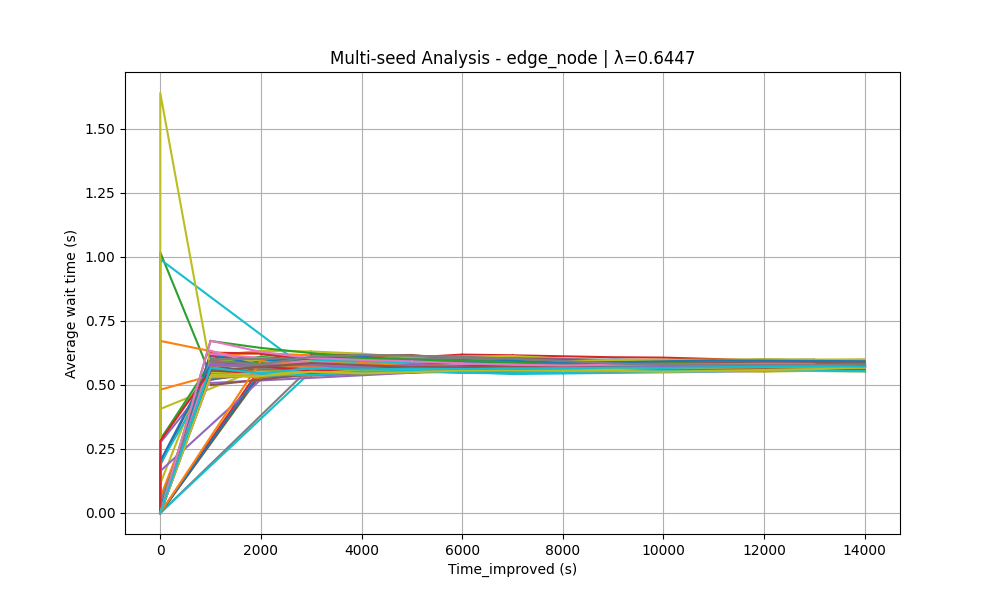 Multi-seed Analysis - edge_node | λ=0.6447
Average wait time (s)
1.50
1.25
1.00
0.75
0.50
0.25
0.00
0 2000 4000 6000 8000 10000 12000 14000
Time_improved (s)